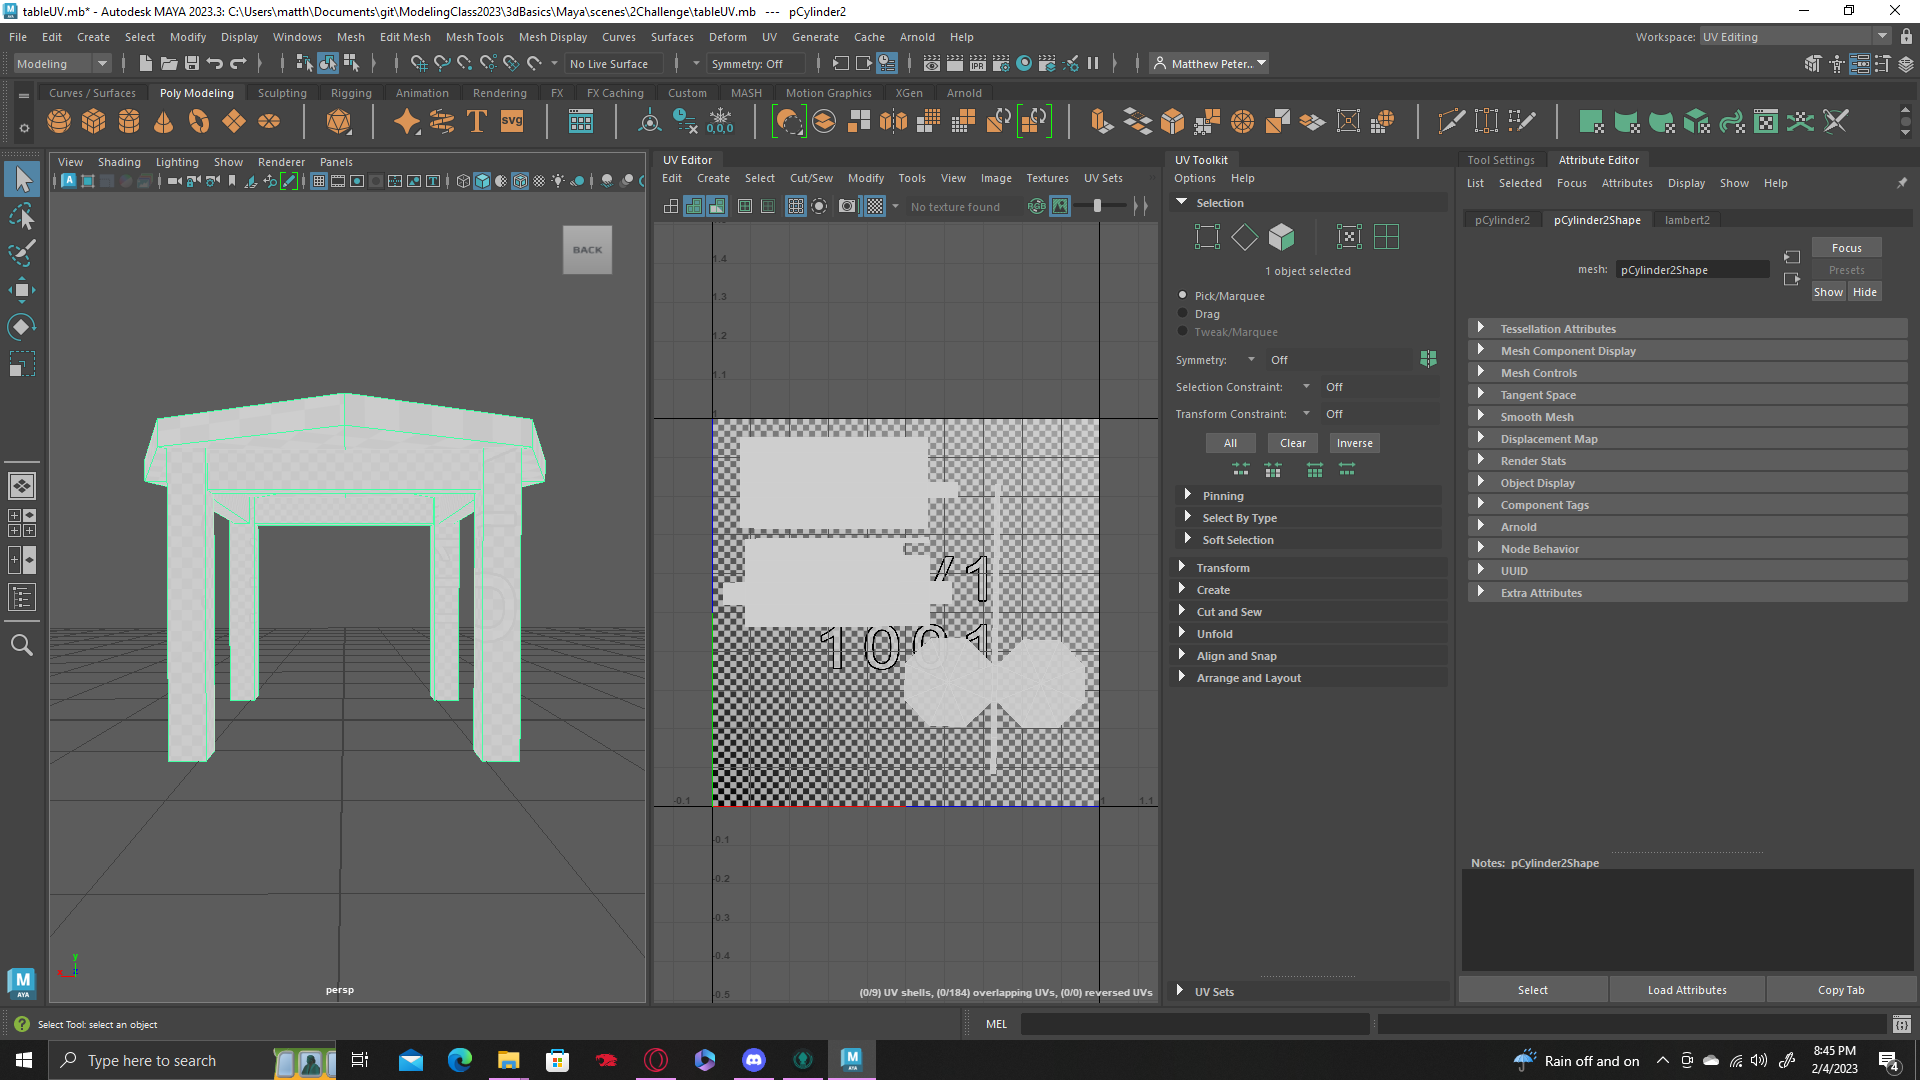 tableUV.mb* - Autodesk MAYA 2023.3: C:\Users\matth\Documents\git\ModelingClass2023\3dBasics\Maya\scenes\2Challenge\tableUV.mb --- pCylinder2
File Edit Create Select Modify Display Windows Mesh Edit Mesh Mesh Tools Mesh Display Curves Surfaces Deform UV Generate Cache Arnold Help
Workspace: UV Editing
Modeling No Live Surface Symmetry: Off Matthew Peter..
Curves / Surfaces Poly Modeling Sculpting Rigging Animation Rendering FX FX Caching Custom MASH Motion Graphics XGen Arnold
T SVG 0,0,0
View Shading Lighting Show Renderer Panels
BACK
persp
UV Editor
Edit Create Select Cut/Sew Modify Tools View Image Textures UV Sets
No texture found
RGB
1.4
1.3
1.2
1.1
1
/1
1001
-0.1 1 1.1
-0.1
-0.2
-0.3
-0.4
-0.5
(0/9) UV shells, (0/184) overlapping UVs, (0/0) reversed UVs
UV Toolkit
Options Help
Selection
1 object selected
Pick/Marquee
Drag
Tweak/Marquee
Symmetry: Off
Selection Constraint: Off
Transform Constraint: Off
All Clear Inverse
Pinning
Select By Type
Soft Selection
Transform
Create
Cut and Sew
Unfold
Align and Snap
Arrange and Layout
UV Sets
Tool Settings Attribute Editor
List Selected Focus Attributes Display Show Help
pCylinder2 pCylinder2Shape lambert2
Focus
mesh: pCylinder2Shape
Presets
Show Hide
Tessellation Attributes
Mesh Component Display
Mesh Controls
Tangent Space
Smooth Mesh
Displacement Map
Render Stats
Object Display
Component Tags
Arnold
Node Behavior
UUID
Extra Attributes
Notes: pCylinder2Shape
Select Load Attributes Copy Tab
Select Tool: select an object
MEL
Type here to search
Rain off and on
8:45 PM
2/4/2023
4